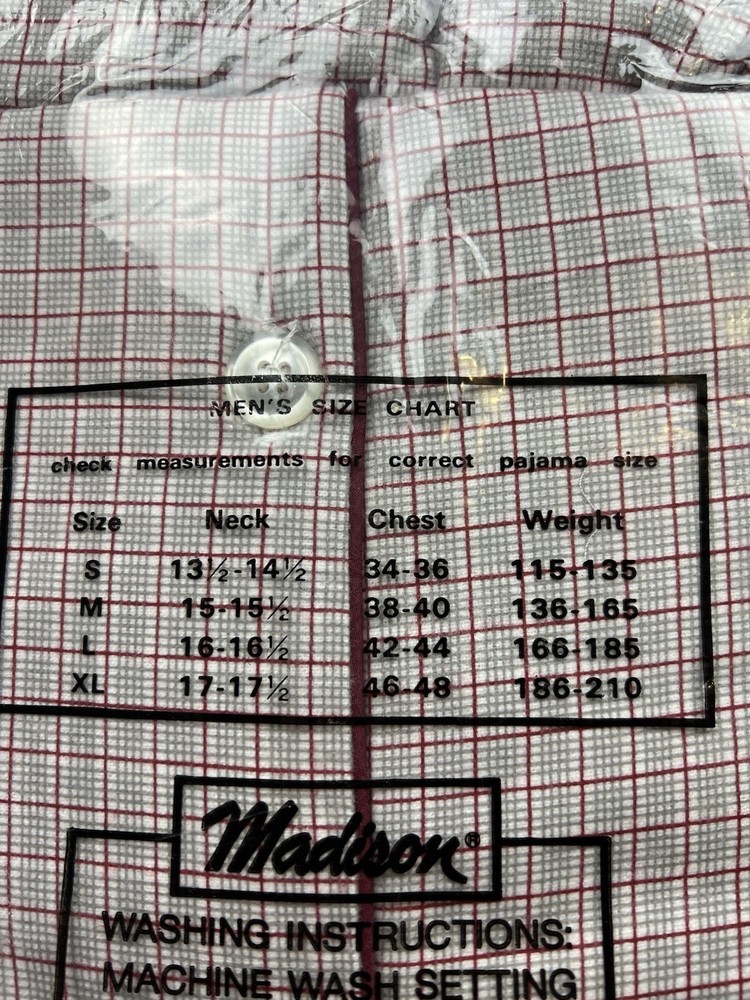 MEN'S SIZE CHART
check measurements for correct pajama size
Size Neck Chest Weight
S 13½-14½ 34-36 115-135
M 15-15½ 38-40 136-165
L 16-16½ 42-44 166-185
XL 17-17½ 46-48 186-210
Madison®
WASHING INSTRUCTIONS:
MACHINE WASH SETTING